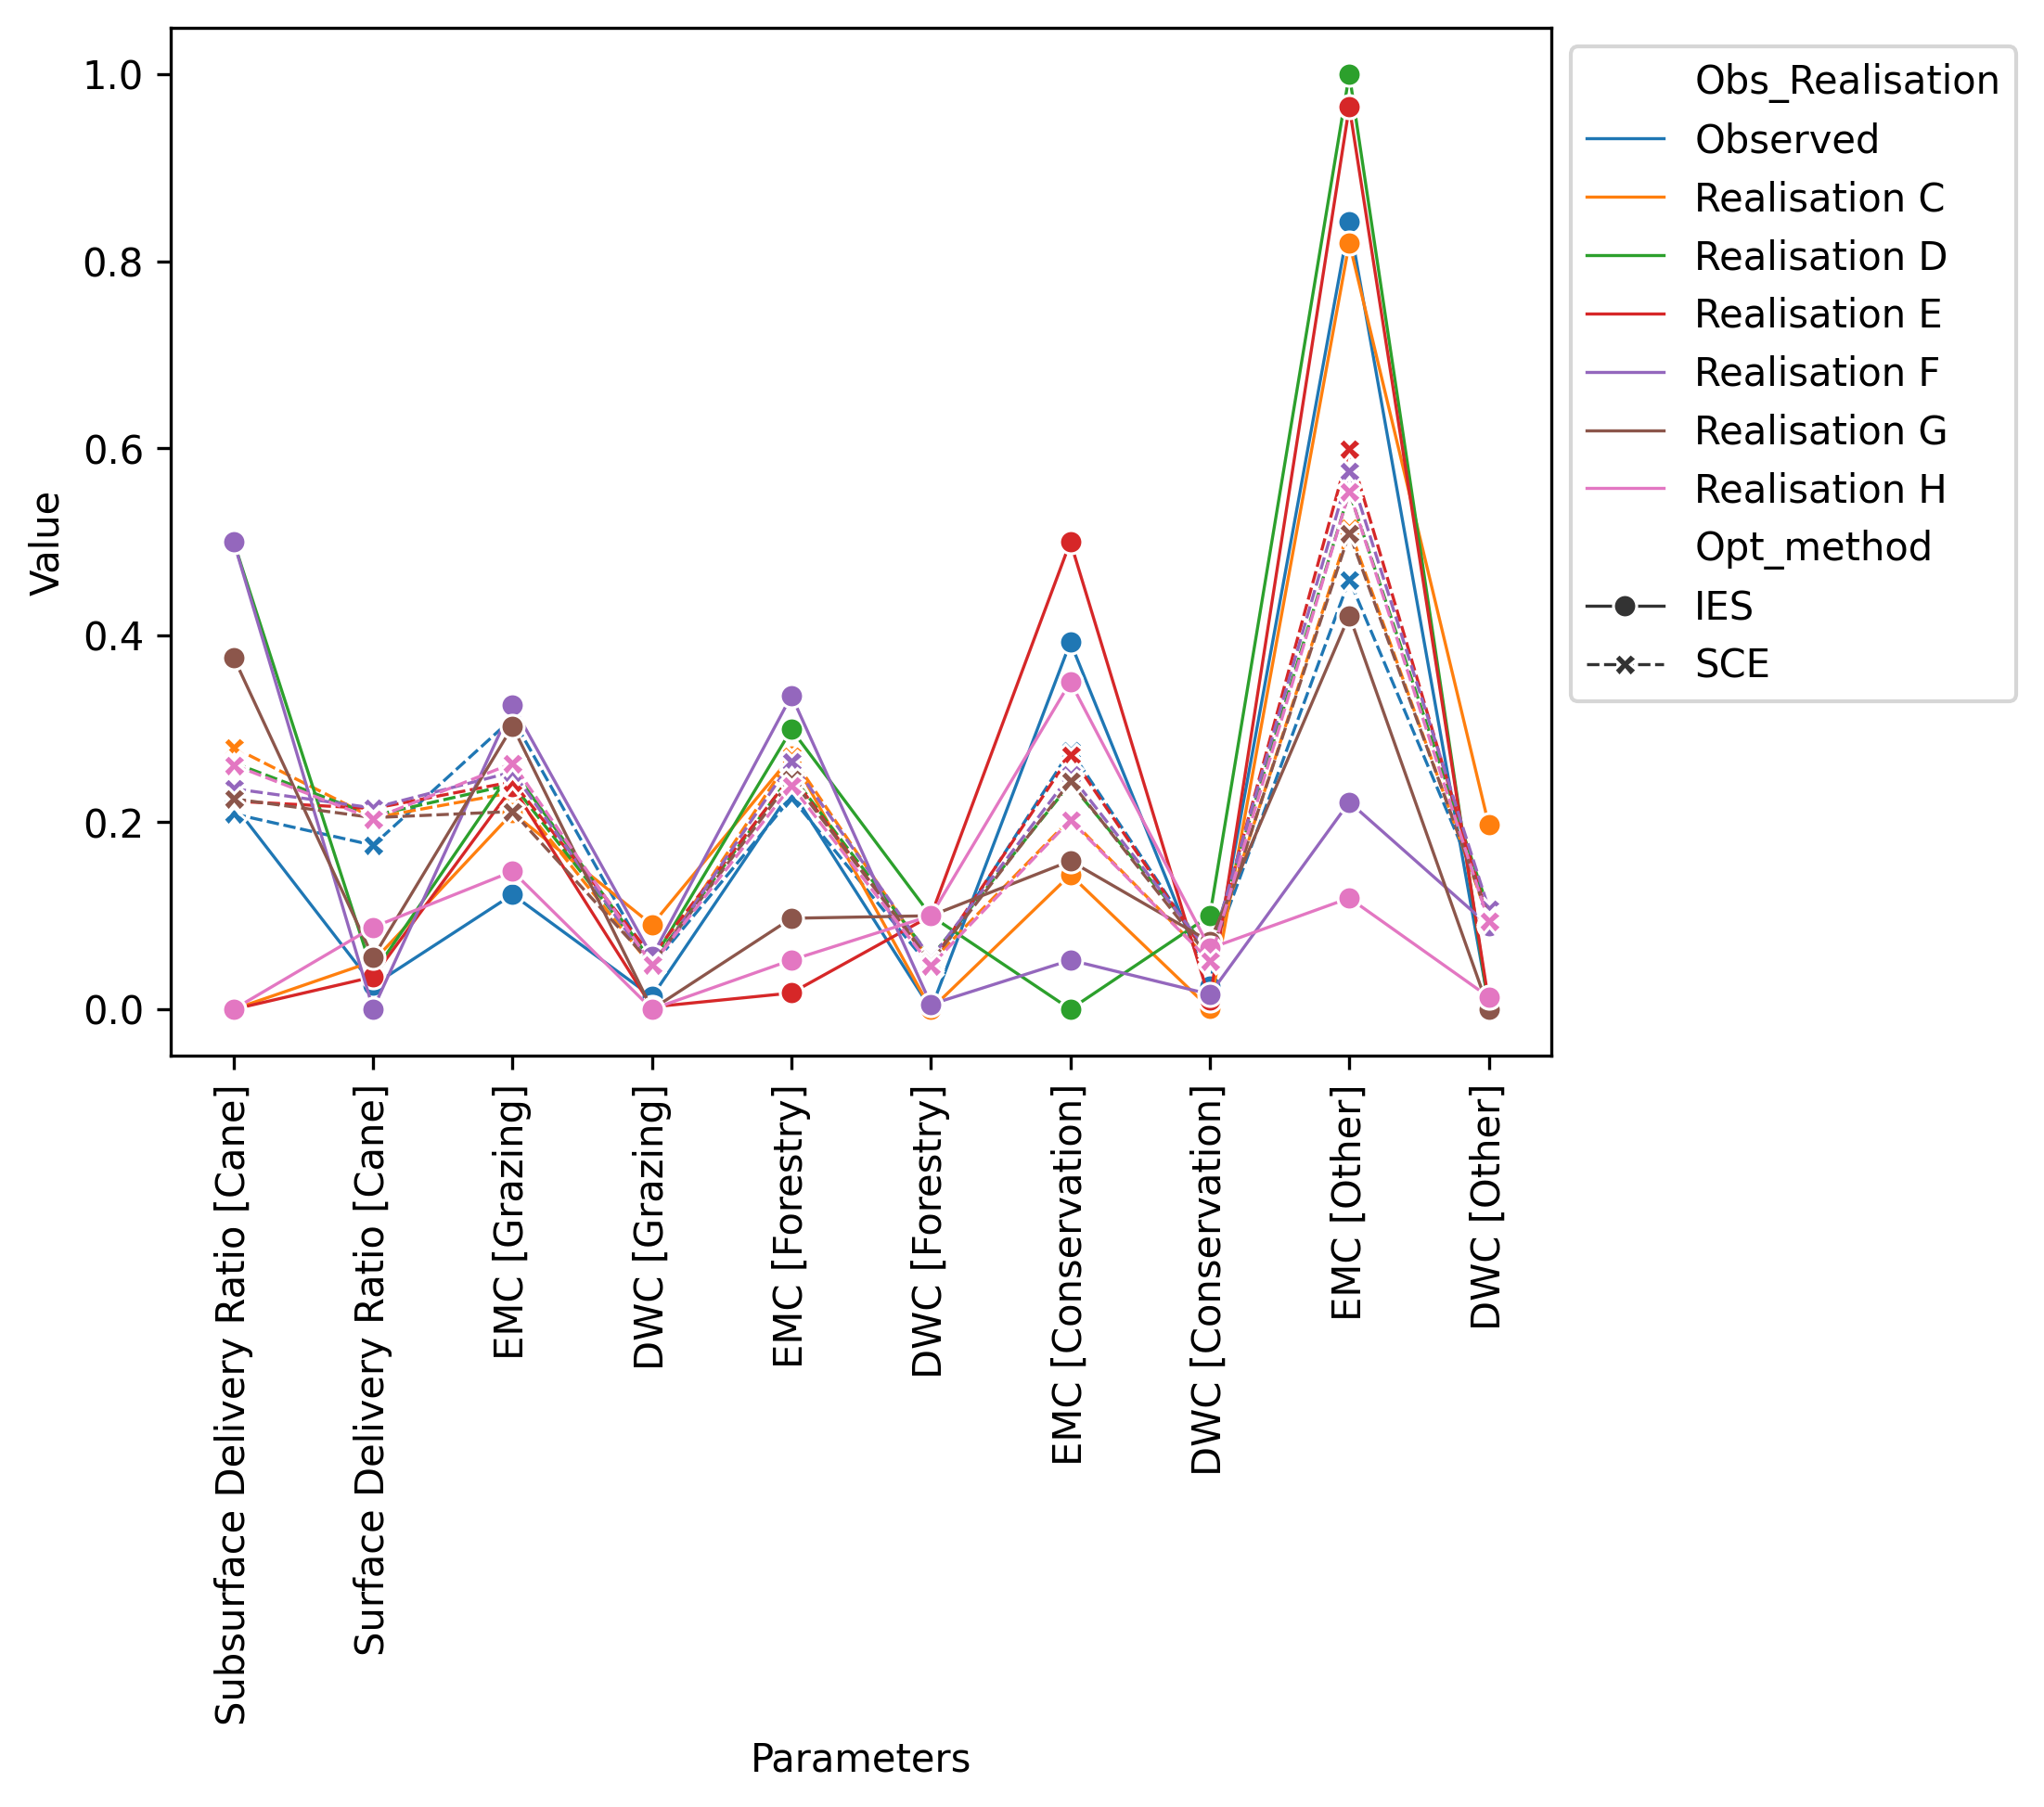 1.0
0.8
0.6
0.4
0.2
0.0
Value
Subsurface Delivery Ratio [Cane]
Surface Delivery Ratio [Cane]
EMC [Grazing]
DWC [Grazing]
EMC [Forestry]
DWC [Forestry]
EMC [Conservation]
DWC [Conservation]
EMC [Other]
DWC [Other]
Parameters
Obs_Realisation
Observed
Realisation C
Realisation D
Realisation E
Realisation F
Realisation G
Realisation H
Opt_method
IES
SCE